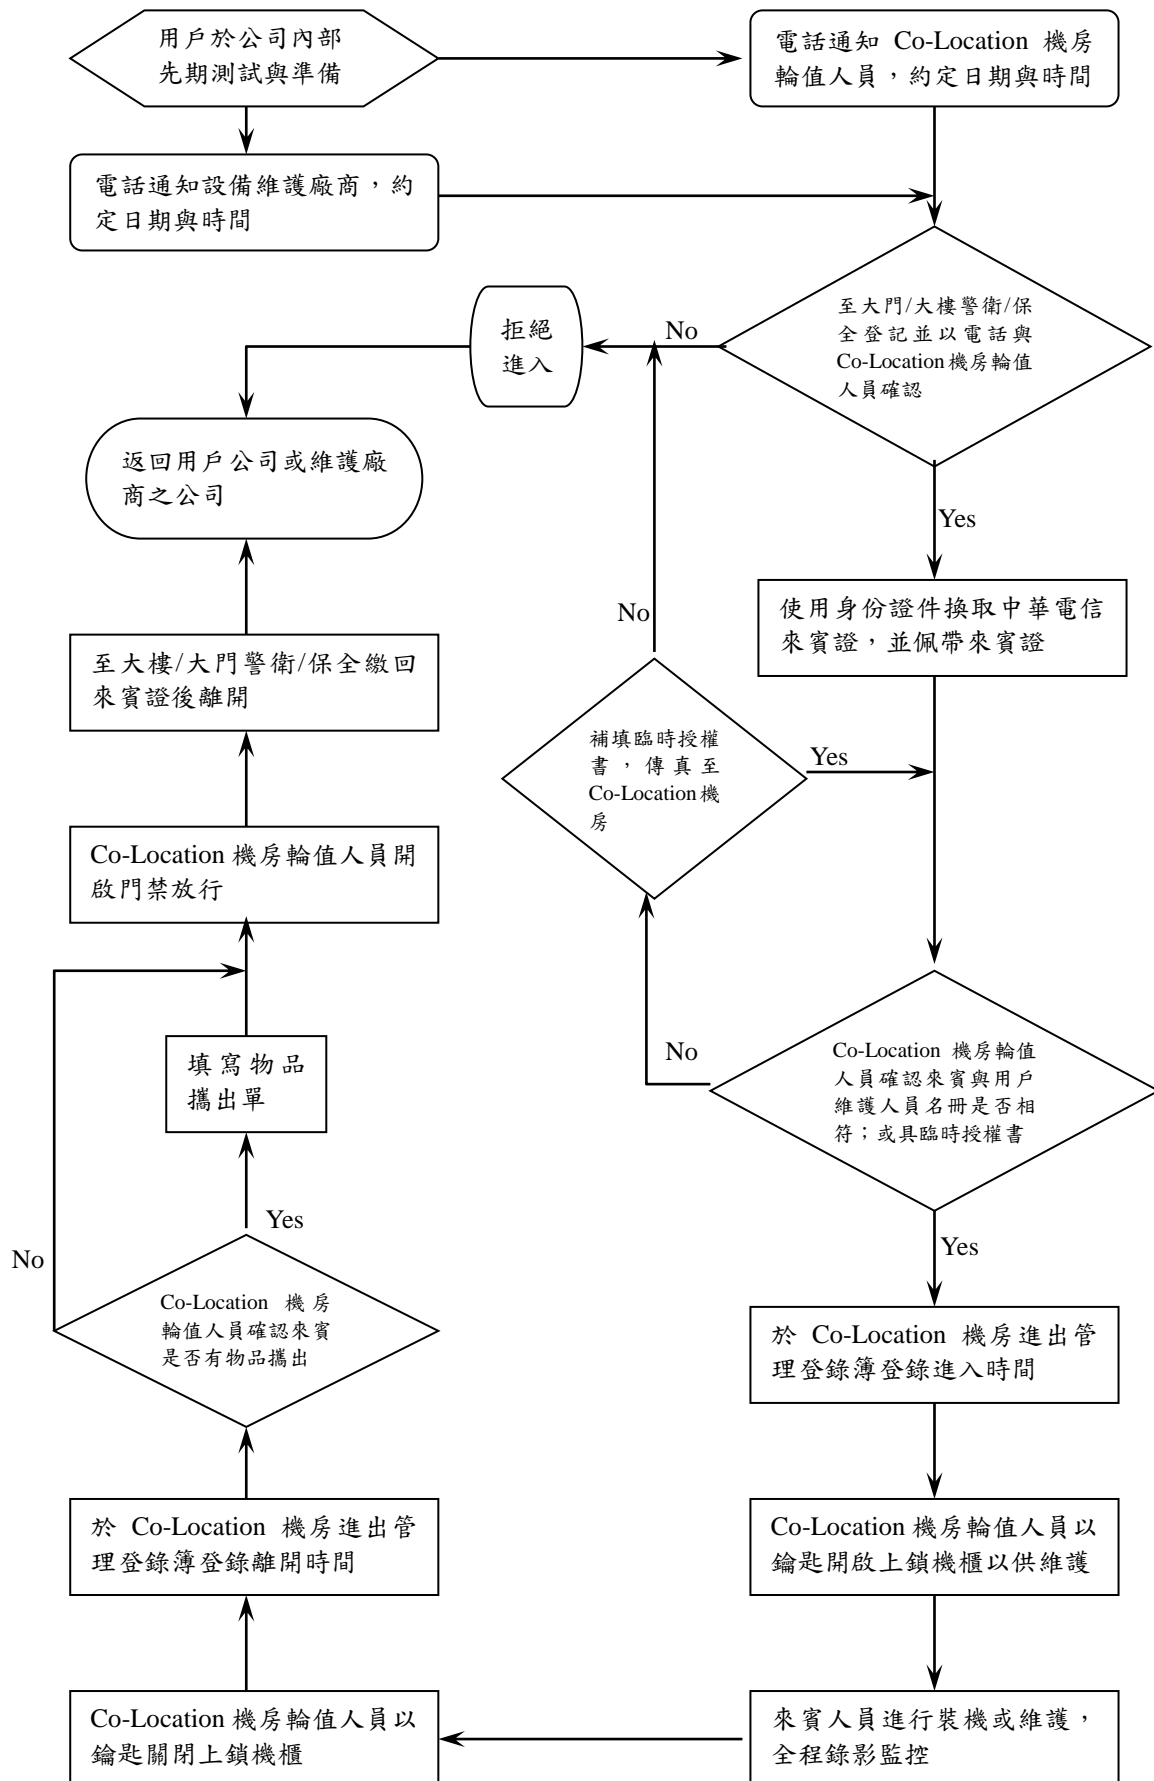 用戶於公司內部
先期測試與準備
電話通知 Co-Location 機房
輪值人員，約定日期與時間
電話通知設備維護廠商，約
定日期與時間
至大門/大樓警衛/保
全登記並以電話與
Co-Location機房輪值
人員確認
No
拒絕
進入
返回用戶公司或維護廠
商之公司
Yes
使用身份證件換取中華電信
來賓證，並佩帶來賓證
No
至大樓/大門警衛/保全繳回
來賓證後離開
補填臨時授權
書，傳真至
Co-Location機
房
Yes
Co-Location 機房輪值人員開
啟門禁放行
No
Co-Location 機房輪值
人員確認來賓與用戶
維護人員名冊是否相
符；或具臨時授權書
填寫物品
攜出單
Yes
Yes
No
Co-Location 機房
輪值人員確認來賓
是否有物品攜出
於 Co-Location 機房進出管
理登錄簿登錄進入時間
於 Co-Location 機房進出管
理登錄簿登錄離開時間
Co-Location 機房輪值人員以
鑰匙開啟上鎖機櫃以供維護
Co-Location 機房輪值人員以
鑰匙關閉上鎖機櫃
來賓人員進行裝機或維護，
全程錄影監控